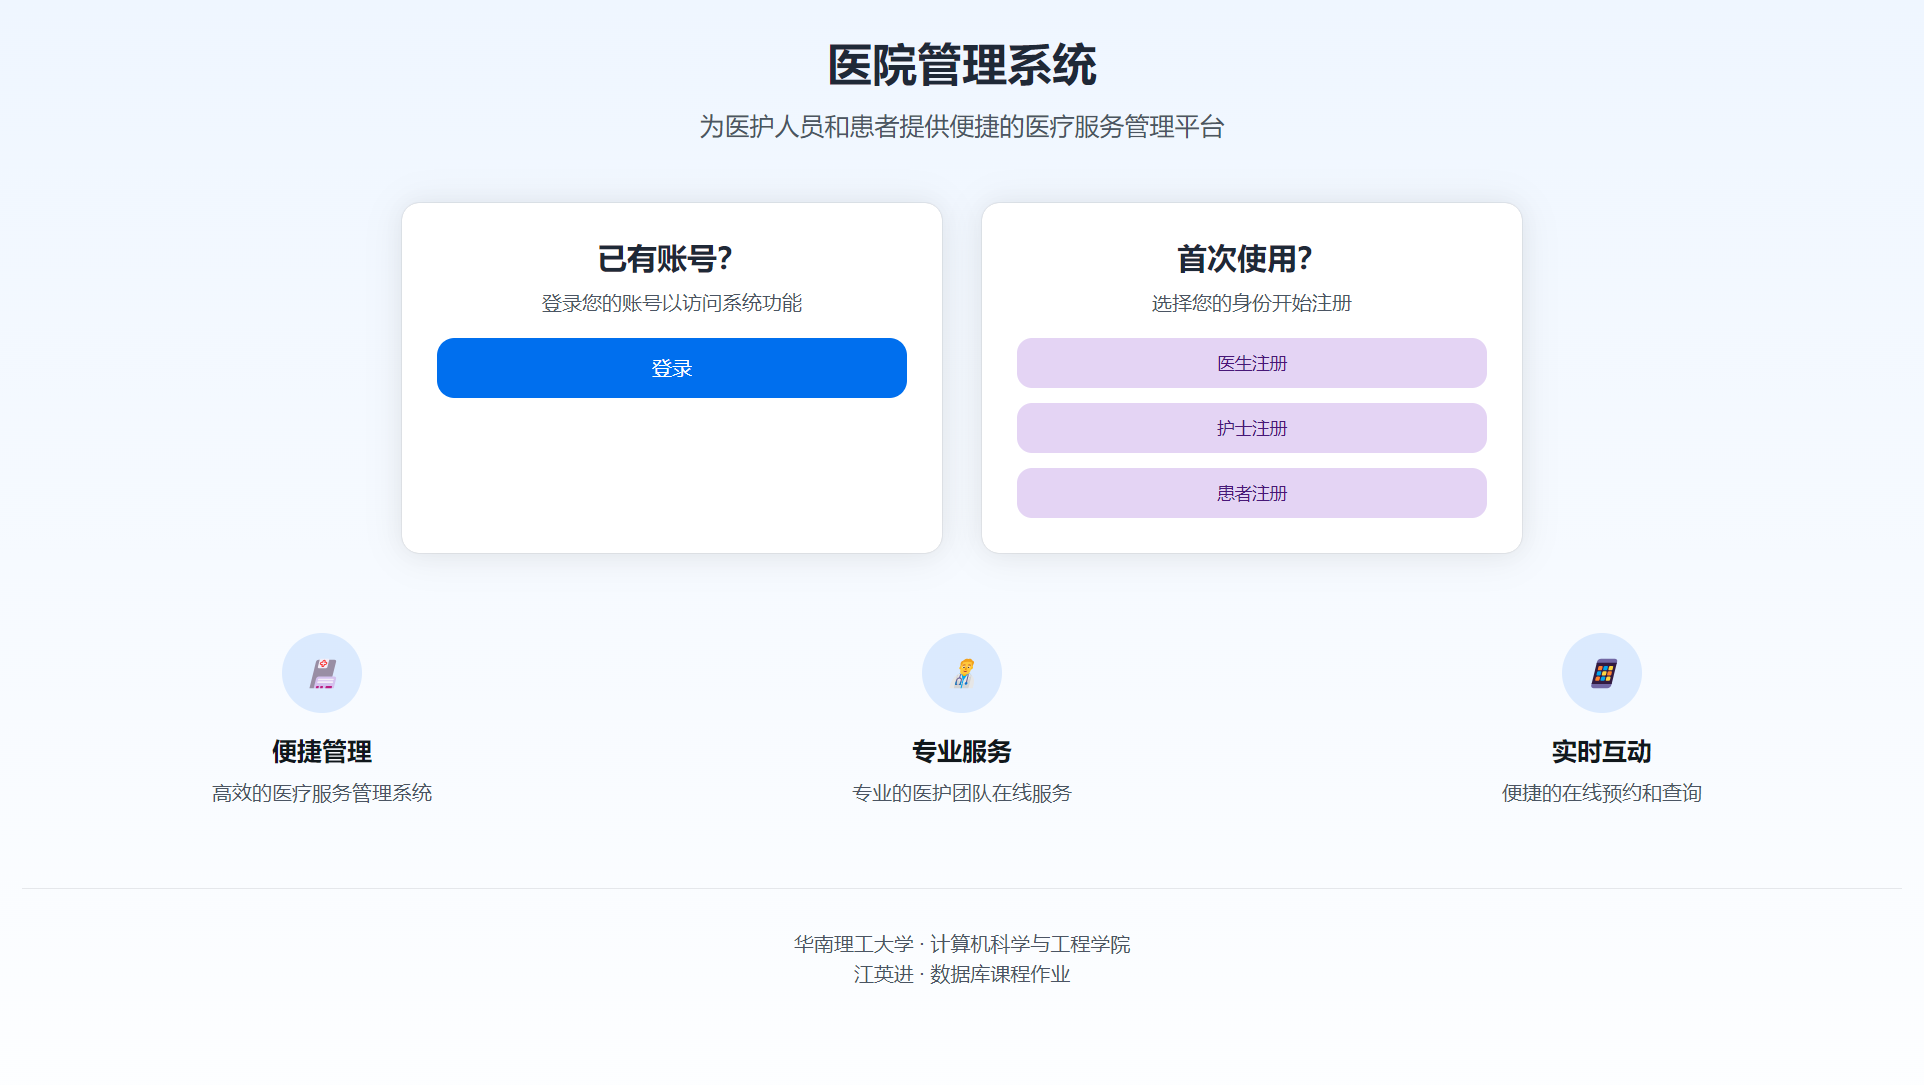 医院管理系统
为医护人员和患者提供便捷的医疗服务管理平台
已有账号？
登录您的账号以访问系统功能
登录
首次使用？
选择您的身份开始注册
医生注册
护士注册
患者注册
便捷管理
高效的医疗服务管理系统
专业服务
专业的医护团队在线服务
实时互动
便捷的在线预约和查询
华南理工大学 · 计算机科学与工程学院
江英进 · 数据库课程作业